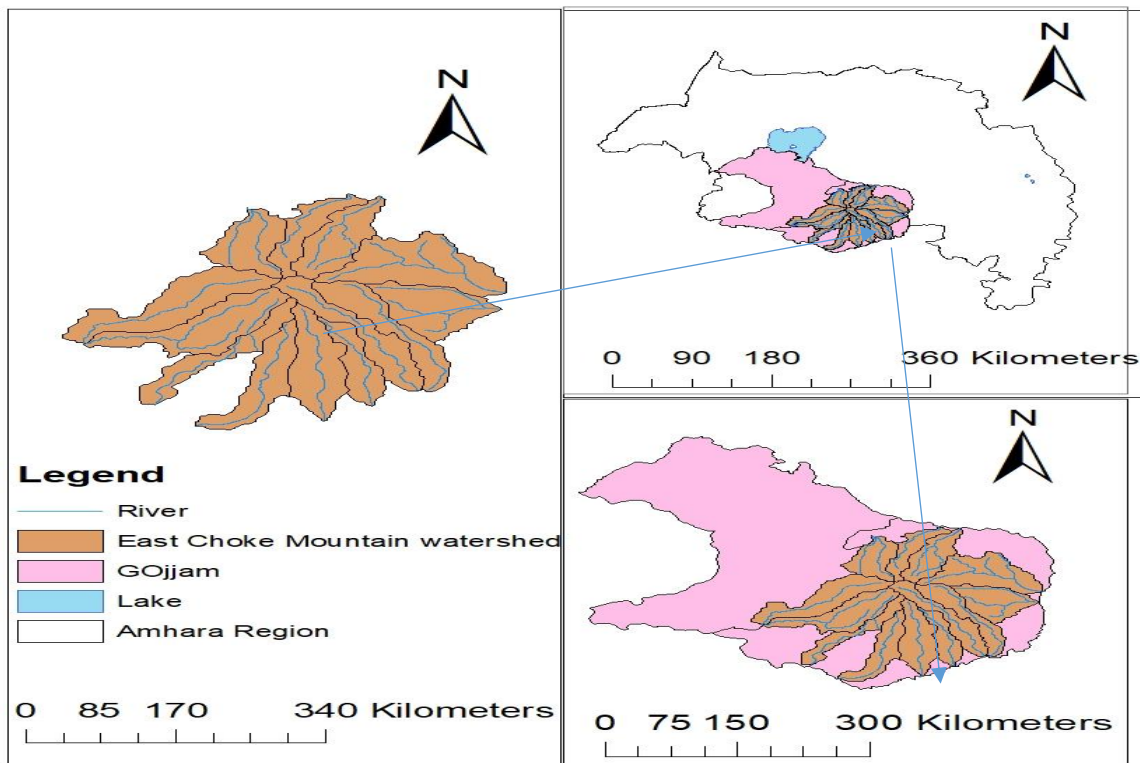 N
Legend
River
East Choke Mountain watershed
GOjjam
Lake
Amhara Region
0 85 170 340 Kilometers
N
0 90 180 360 Kilometers
N
0 75 150 300 Kilometers